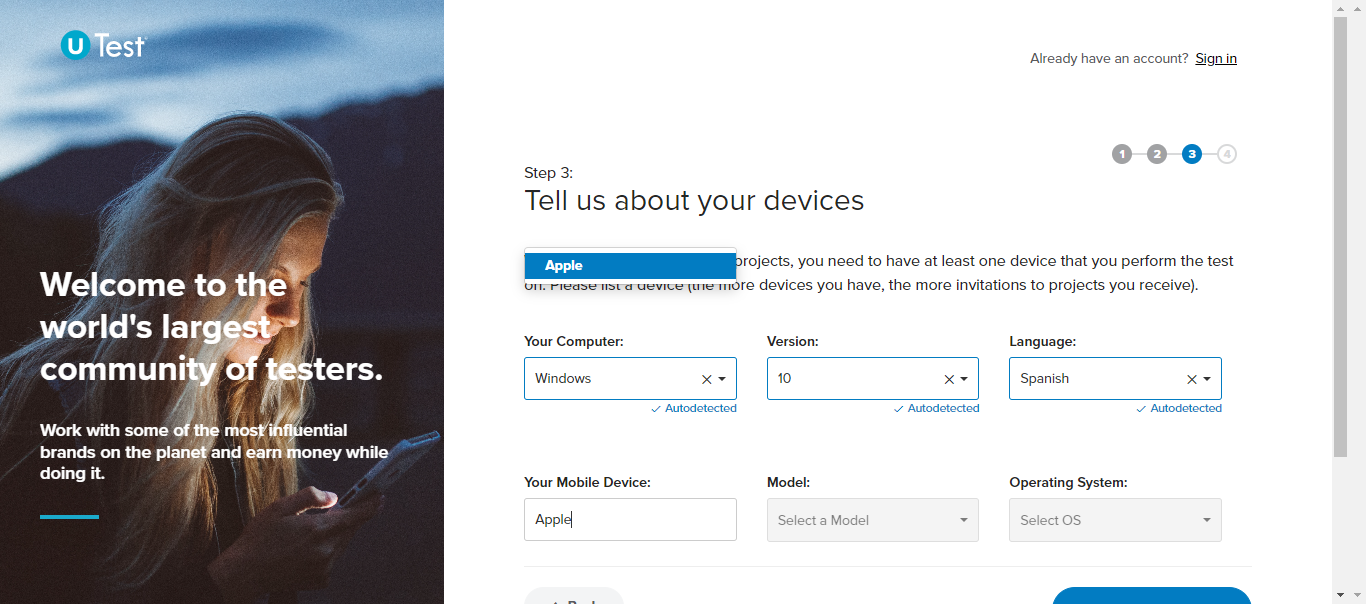 U Test
Already have an account? Sign in
1 2 3 4
Step 3:
Tell us about your devices
Apple
projects, you need to have at least one device that you perform the test
on. Please list a device (the more devices you have, the more invitations to projects you receive).
Welcome to the
world's largest
community of testers.
Work with some of the most influential
brands on the planet and earn money while
doing it.
Your Computer: Version: Language:
Windows 10 Spanish
Autodetected Autodetected Autodetected
Your Mobile Device: Model: Operating System:
Apple Select a Model Select OS